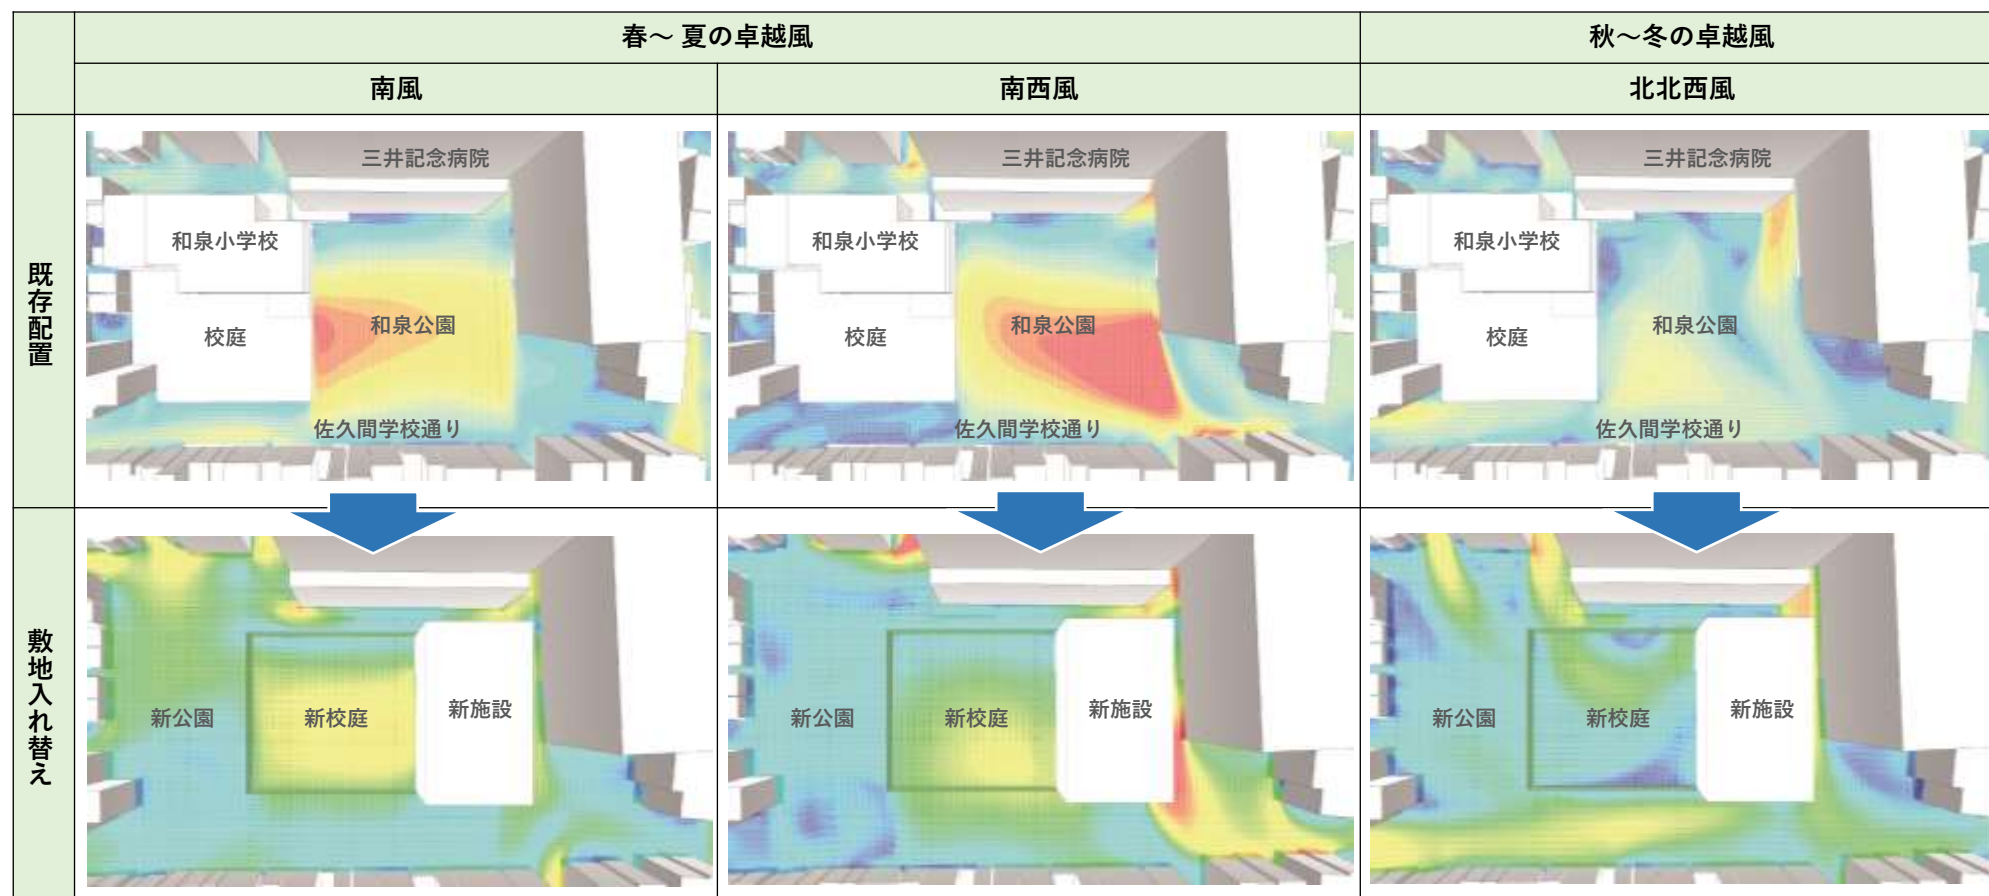 春～夏の卓越風
秋～冬の卓越風
南風
南西風
北北西風
既存配置
三井記念病院
和泉小学校
校庭
和泉公園
佐久間学校通り
三井記念病院
和泉小学校
校庭
和泉公園
佐久間学校通り
三井記念病院
和泉小学校
校庭
和泉公園
佐久間学校通り
敷地入れ替え
新公園
新校庭
新施設
新公園
新校庭
新施設
新公園
新校庭
新施設